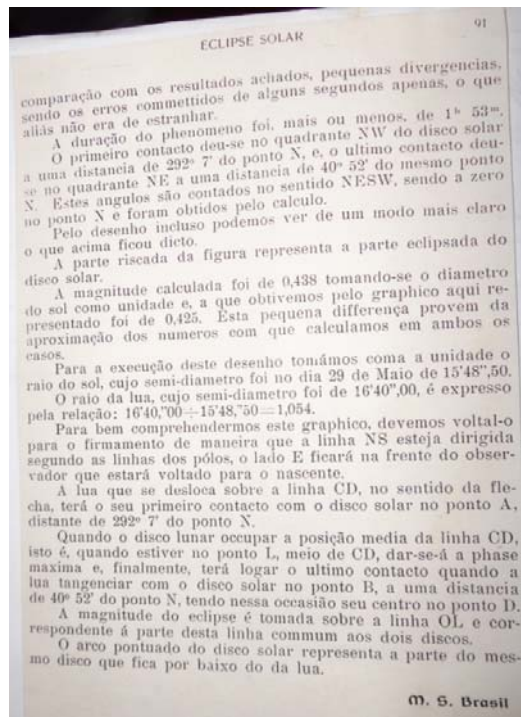 91
ECLIPSE SOLAR
comparação com os resultados achados, pequenas divergencias,
sendo os erros commettidos de alguns segundos apenas, o que
aliás não era de estranhar.
A duração do phenomeno foi, mais ou menos, de 1ʰ 53ᵐ.
O primeiro contacto deu-se no quadrante NW do disco solar
a uma distancia de 292º 7' do ponto N, e, o ultimo contacto deu-
se no quadrante NE a uma distancia de 40º 52' do mesmo ponto
N. Estes angulos são contados no sentido NESW, sendo a zero
no ponto N e foram obtidos pelo calculo.
Pelo desenho incluso podemos ver de um modo mais claro
o que acima ficou dicto.
A parte riscada da figura representa a parte eclipsada do
disco solar.
A magnitude calculada foi de 0,438 tomando-se o diametro
do sol como unidade e, a que obtivemos pelo graphico aqui re-
presentado foi de 0,425. Esta pequena differença provem da
aproximação dos numeros com que calculamos em ambos os
casos.
Para a execução deste desenho tomámos coma a unidade o
raio do sol, cujo semi-diametro foi no dia 29 de Maio de 15'48",50.
O raio da lua, cujo semi-diametro foi de 16'40",00, é expresso
pela relação: 16'40,"00÷15'48,"50=1,054.
Para bem comprehendermos este graphico, devemos voltal-o
para o firmamento de maneira que a linha NS esteja dirigida
segundo as linhas dos pólos, o lado E ficará na frente do obser-
vador que estará voltado para o nascente.
A lua que se desloca sobre a linha CD, no sentido da fle-
cha, terá o seu primeiro contacto com o disco solar no ponto A,
distante de 292º 7' do ponto N.
Quando o disco lunar occupar a posição media da linha CD,
isto é, quando estiver no ponto L, meio de CD, dar-se-á a phase
maxima e, finalmente, terá logar o ultimo contacto quando a
lua tangenciar com o disco solar no ponto B, a uma distancia
de 40º 52' do ponto N, tendo nessa occasião seu centro no ponto D.
A magnitude do eclipse é tomada sobre a linha OL e cor-
respondente á parte desta linha commum aos dois discos.
O arco pontuado do disco solar representa a parte do mes-
mo disco que fica por baixo do da lua.
M. S. Brasil